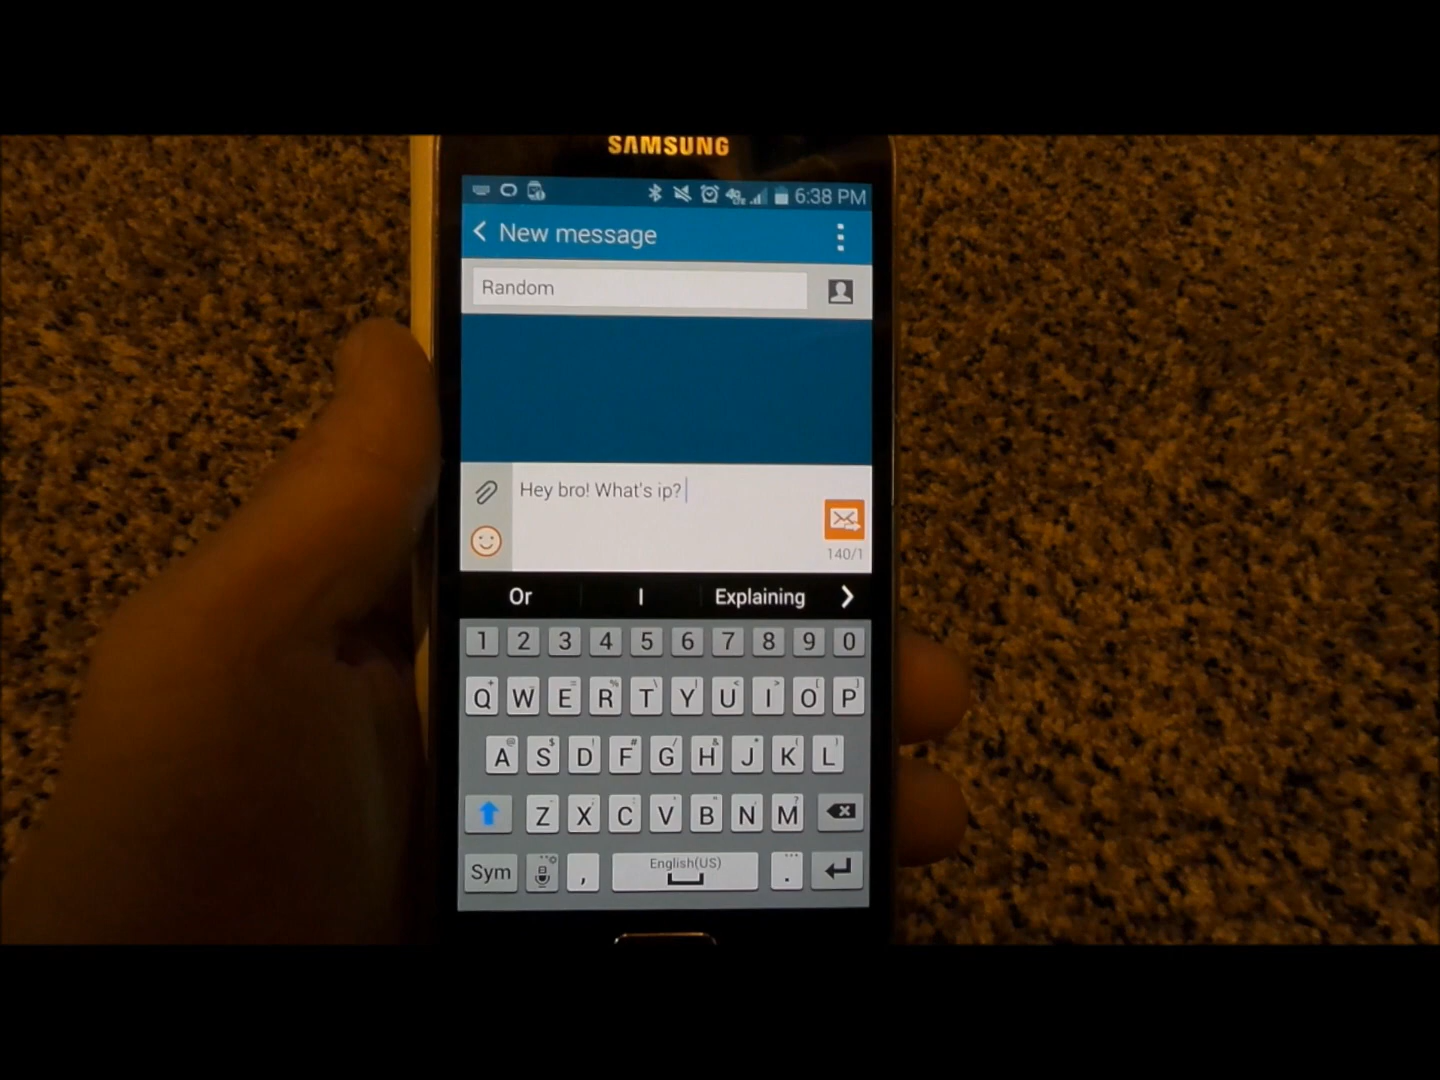 SAMSUNG
6:38 PM
New message
Random
Hey bro! What's ip?
140/1
Or I Explaining
1 2 3 4 5 6 7 8 9 0
Q W E R T Y U I O P
A S D F G H J K L
Z X C V B N M
Sym , English(US) .